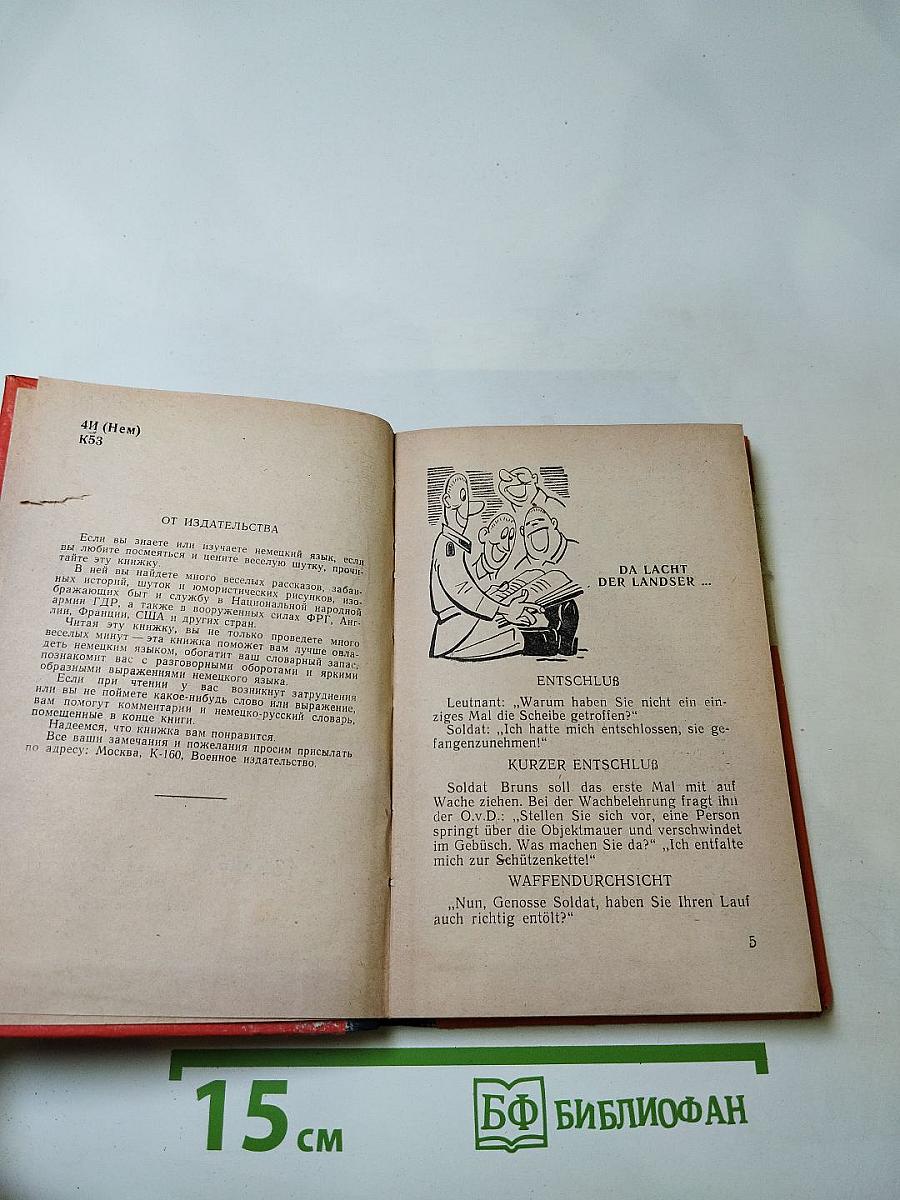 4И (Нем)
К53
ОТ ИЗДАТЕЛЬСТВА
Если вы знаете или изучаете немецкий язык, если
вы любите посмеяться и цените веселую шутку, прочи-
тайте эту книжку.
В ней вы найдете много веселых рассказов, забав-
ных историй, шуток и юмористических рисунков, изо-
бражающих быт и службу в Национальной народной
армии ГДР, а также в вооруженных силах ФРГ, Анг-
лии, Франции, США и других стран.
Читая эту книжку, вы не только проведете много
веселых минут — эта книжка поможет вам лучше овла-
деть немецким языком, обогатит ваш словарный запас,
познакомит вас с разговорными оборотами и яркими
образными выражениями немецкого языка.
Если при чтении у вас возникнут затруднения
или вы не поймете какое-нибудь слово или выражение,
вам помогут комментарии и немецко-русский словарь,
помещенные в конце книги.
Надеемся, что книжка вам понравится.
Все ваши замечания и пожелания просим присылать
по адресу: Москва, К-160, Военное издательство.
DA LACHT
DER LANDSER ...
ENTSCHLUß
Leutnant: „Warum haben Sie nicht ein ein-
ziges Mal die Scheibe getroffen?“
Soldat: „Ich hatte mich entschlossen, sie ge-
fangenzunehmen!“
KURZER ENTSCHLUß
Soldat Bruns soll das erste Mal mit auf
Wache ziehen. Bei der Wachbelehrung fragt ihn
der O.v.D.: „Stellen Sie sich vor, eine Person
springt über die Objektmauer und verschwindet
im Gebüsch. Was machen Sie da?“ „Ich entfalte
mich zur Schützenkette!“
WAFFENDURCHSICHT
„Nun, Genosse Soldat, haben Sie Ihren Lauf
auch richtig entölt?“
5
15 см
БФ БИБЛИОФАН